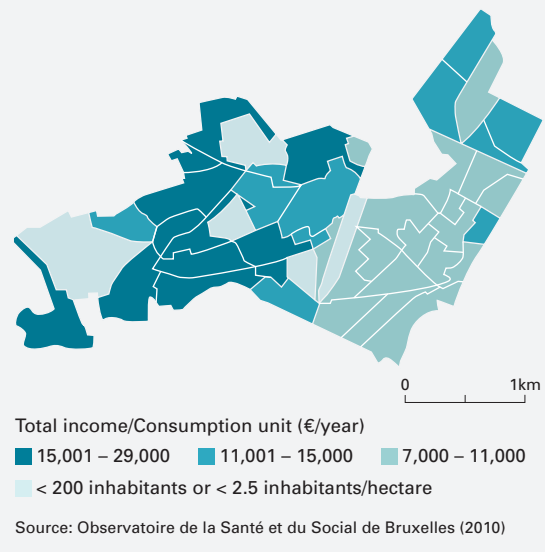 0 1km
Total income/Consumption unit (€/year)
15,001 – 29,000 11,001 – 15,000 7,000 – 11,000
< 200 inhabitants or < 2.5 inhabitants/hectare
Source: Observatoire de la Santé et du Social de Bruxelles (2010)